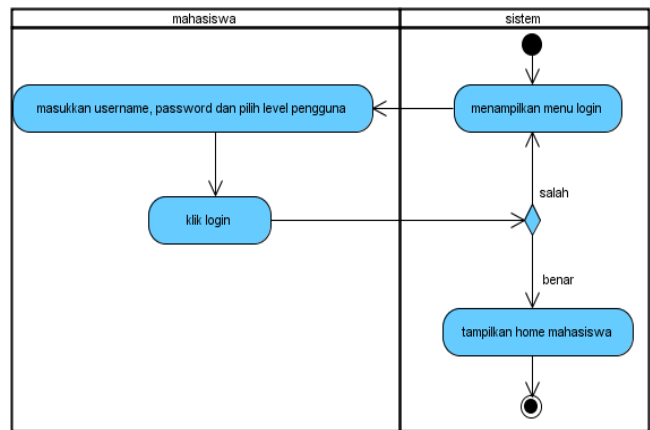 mahasiswa
sistem
masukkan username, password dan pilih level pengguna
menampilkan menu login
klik login
salah
benar
tampilkan home mahasiswa